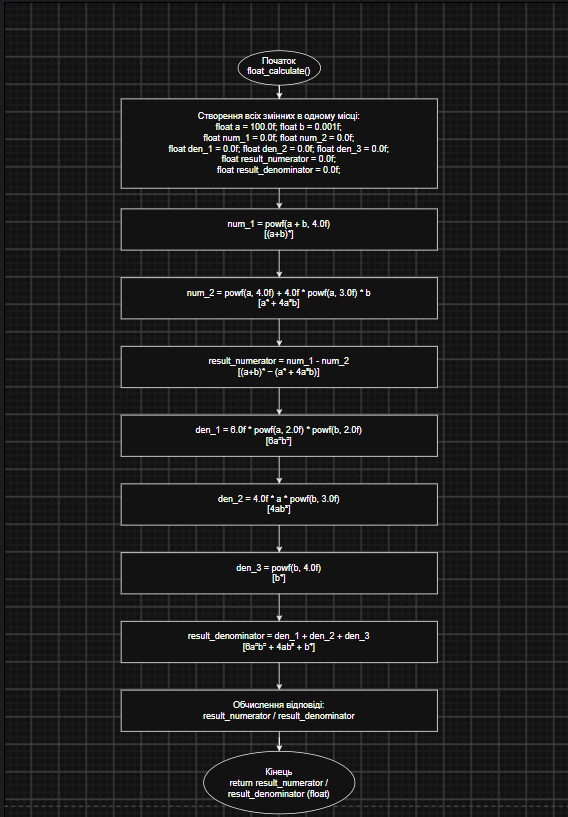 Початок
float_calculate()
Створення всіх змінних в одному місці:
float a = 100.0f; float b = 0.001f;
float num_1 = 0.0f; float num_2 = 0.0f;
float den_1 = 0.0f; float den_2 = 0.0f; float den_3 = 0.0f;
float result_numerator = 0.0f;
float result_denominator = 0.0f;
num_1 = powf(a + b, 4.0f)
[(a+b)⁴]
num_2 = powf(a, 4.0f) + 4.0f * powf(a, 3.0f) * b
[a⁴ + 4a³b]
result_numerator = num_1 - num_2
[(a+b)⁴ − (a⁴ + 4a³b)]
den_1 = 6.0f * powf(a, 2.0f) * powf(b, 2.0f)
[6a²b²]
den_2 = 4.0f * a * powf(b, 3.0f)
[4ab³]
den_3 = powf(b, 4.0f)
[b⁴]
result_denominator = den_1 + den_2 + den_3
[6a²b² + 4ab³ + b⁴]
Обчислення відповіді:
result_numerator / result_denominator
Кінець
return result_numerator /
result_denominator (float)